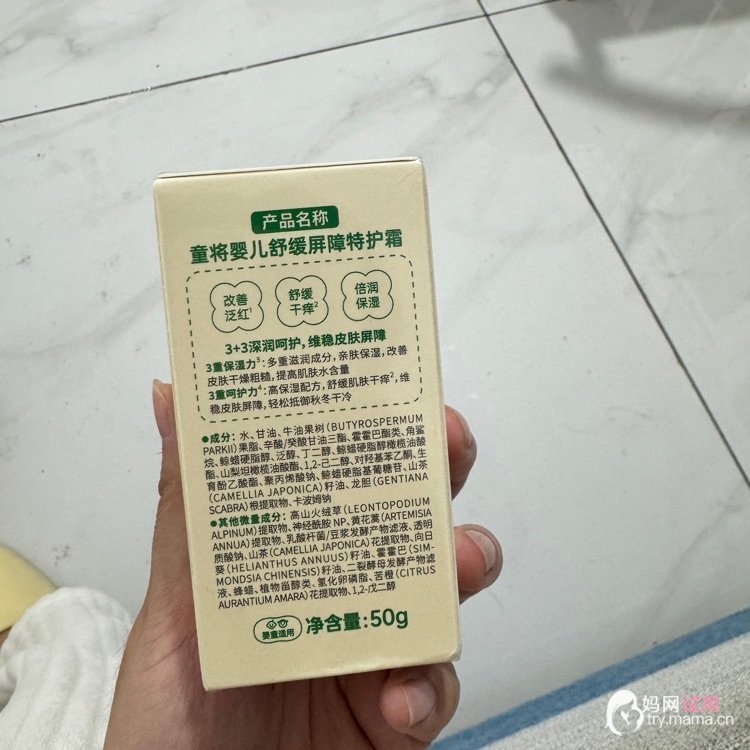 产品名称
童将婴儿舒缓屏障特护霜
改善 舒缓 倍润
泛红¹ 干痒² 保湿
3+3深润呵护，维稳皮肤屏障
3重保湿力³：多重滋润成分，亲肤保湿，改善
皮肤干燥粗糙，提高肌肤水含量
3重呵护力⁴：高保湿配方，舒缓肌肤干痒²，维
稳皮肤屏障，轻松抵御秋冬干冷
●成分：水、甘油、牛油果树(BUTYROSPERMUM
PARKII)果脂、辛酸/癸酸甘油三酯、霍霍巴酯类、角鲨
烷、鲸蜡硬脂醇、泛醇、丁二醇、鲸蜡硬脂醇橄榄油酸
酯、山梨坦橄榄油酸酯、1,2-己二醇、对羟基苯乙酮、生
育酚乙酸酯、聚丙烯酸钠、鲸蜡硬脂基葡糖苷、山茶
(CAMELLIA JAPONICA)籽油、龙胆(GENTIANA
SCABRA)根提取物、卡波姆钠
●其他微量成分：高山火绒草(LEONTOPODIUM
ALPINUM)提取物、神经酰胺 NP、黄花蒿(ARTEMISIA
ANNUA)提取物、乳酸杆菌/豆浆发酵产物滤液、透明
质酸钠、山茶(CAMELLIA JAPONICA)花提取物、向日
葵(HELIANTHUS ANNUUS)籽油、霍霍巴(SIM-
MONDSIA CHINENSIS)籽油、二裂酵母发酵产物滤
液、蜂蜡、植物甾醇类、氢化卵磷脂、苦橙(CITRUS
AURANTIUM AMARA)花提取物、1,2-戊二醇
婴童适用 净含量:50g
妈网试用
try.mama.cn